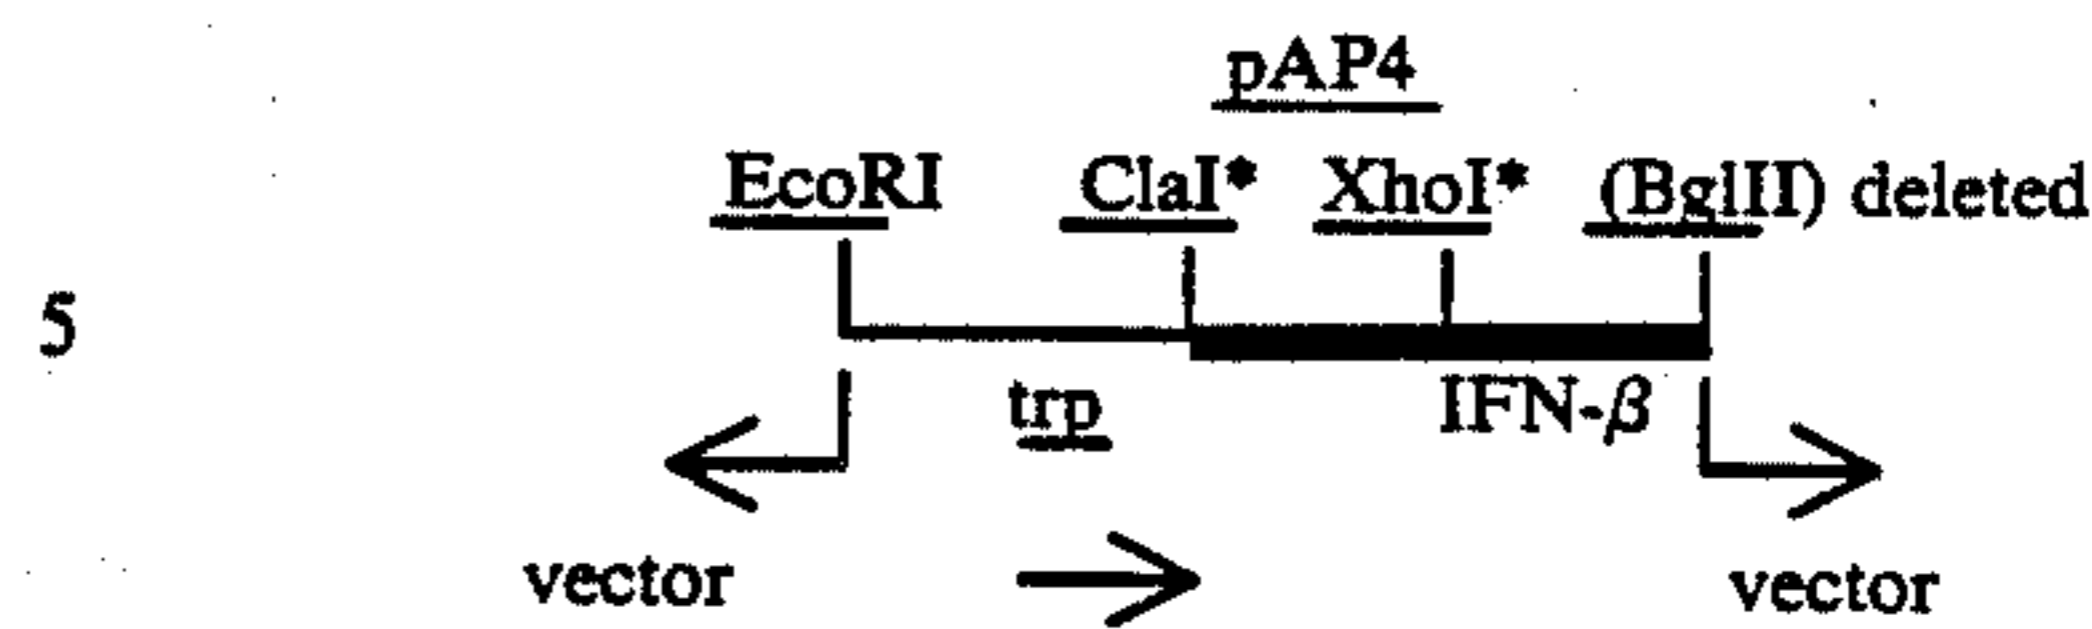 pAP4
EcoRI ClaI* XhoI* (BglII) deleted
5
trp IFN-β
vector vector